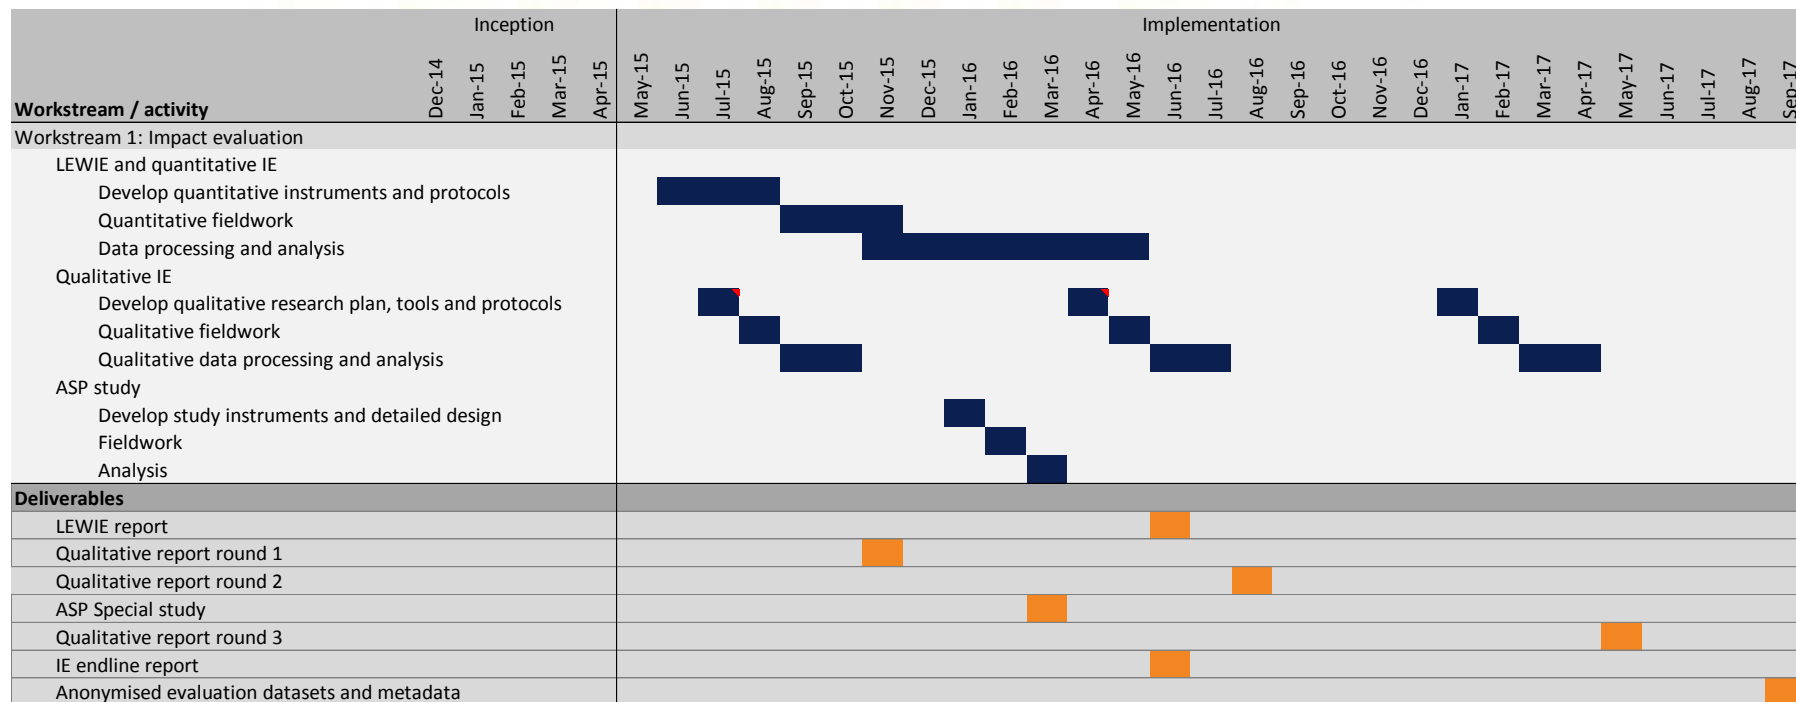 Inception Implementation
Workstream / activity Dec-14 Jan-15 Feb-15 Mar-15 Apr-15 May-15 Jun-15 Jul-15 Aug-15 Sep-15 Oct-15 Nov-15 Dec-15 Jan-16 Feb-16 Mar-16 Apr-16 May-16 Jun-16 Jul-16 Aug-16 Sep-16 Oct-16 Nov-16 Dec-16 Jan-17 Feb-17 Mar-17 Apr-17 May-17 Jun-17 Jul-17 Aug-17 Sep-17
Workstream 1: Impact evaluation
LEWIE and quantitative IE
Develop quantitative instruments and protocols
Quantitative fieldwork
Data processing and analysis
Qualitative IE
Develop qualitative research plan, tools and protocols
Qualitative fieldwork
Qualitative data processing and analysis
ASP study
Develop study instruments and detailed design
Fieldwork
Analysis
Deliverables
LEWIE report
Qualitative report round 1
Qualitative report round 2
ASP Special study
Qualitative report round 3
IE endline report
Anonymised evaluation datasets and metadata